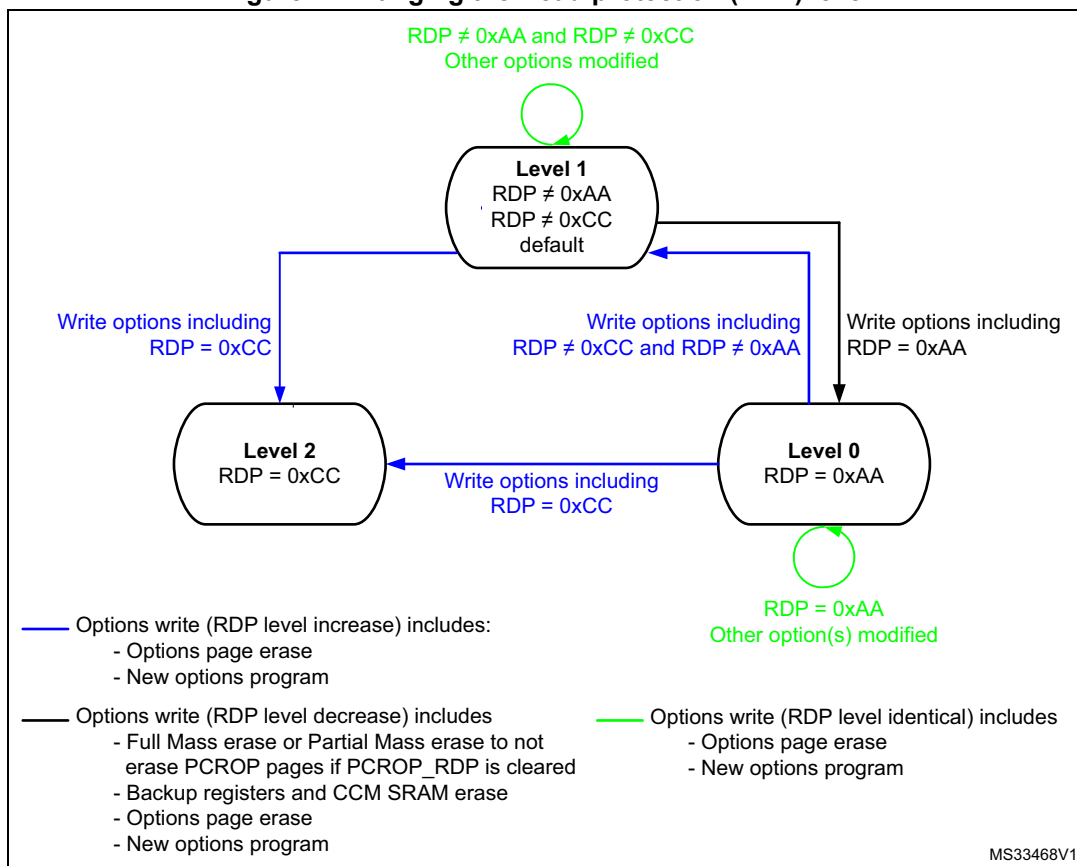 RDP ≠ 0xAA and RDP ≠ 0xCC
Other options modified
Level 1
RDP ≠ 0xAA
RDP ≠ 0xCC
default
Write options including
RDP = 0xCC
Write options including
RDP ≠ 0xCC and RDP ≠ 0xAA
Write options including
RDP = 0xAA
Level 2
RDP = 0xCC
Level 0
RDP = 0xAA
Write options including
RDP = 0xCC
RDP = 0xAA
Other option(s) modified
Options write (RDP level increase) includes:
- Options page erase
- New options program
Options write (RDP level decrease) includes
- Full Mass erase or Partial Mass erase to not
erase PCROP pages if PCROP_RDP is cleared
- Backup registers and CCM SRAM erase
- Options page erase
- New options program
Options write (RDP level identical) includes
- Options page erase
- New options program
MS33468V1